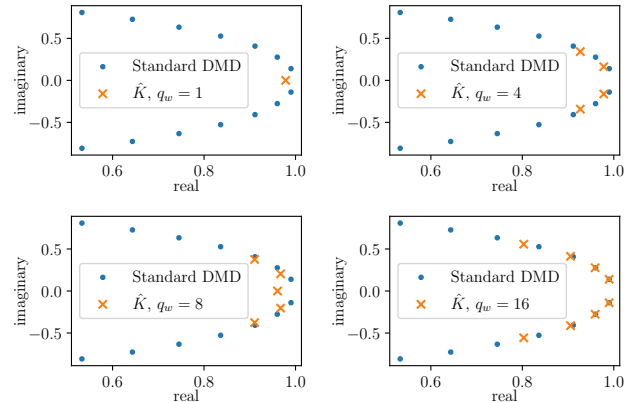 imaginary
0.5
0.0
−0.5
Standard DMD
K̂, q_w = 1
0.6
0.8
1.0
real
imaginary
0.5
0.0
−0.5
Standard DMD
K̂, q_w = 4
0.6
0.8
1.0
real
imaginary
0.5
0.0
−0.5
Standard DMD
K̂, q_w = 8
0.6
0.8
1.0
real
imaginary
0.5
0.0
−0.5
Standard DMD
K̂, q_w = 16
0.6
0.8
1.0
real